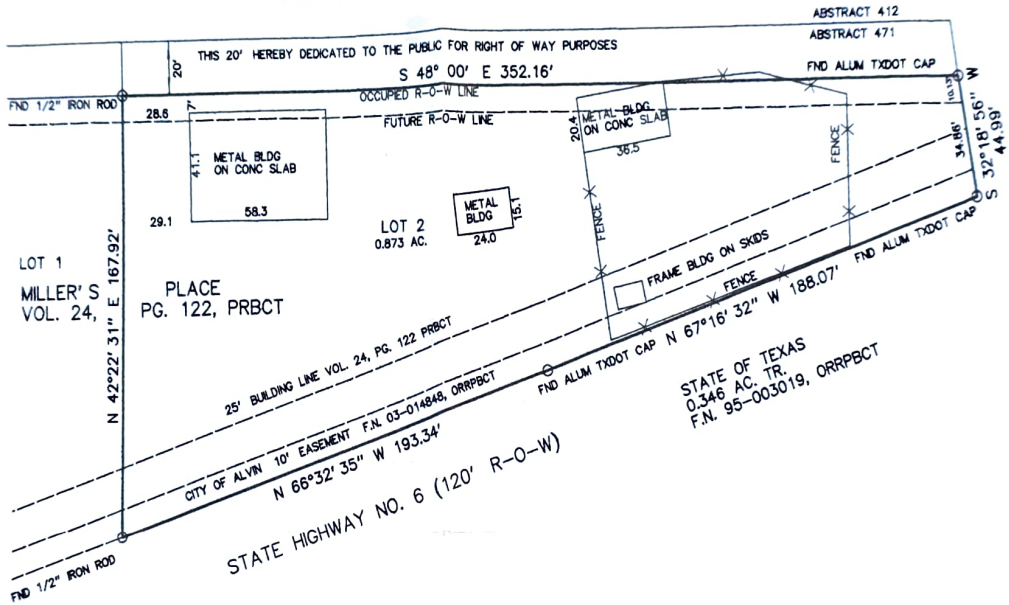 ABSTRACT 412
ABSTRACT 471
THIS 20' HEREBY DEDICATED TO THE PUBLIC FOR RIGHT OF WAY PURPOSES
20'
S 48° 00' E 352.16'
FND ALUM TXDOT CAP
FND 1/2" IRON ROD
OCCUPIED R-O-W LINE
FUTURE R-O-W LINE
28.6
7'
METAL BLDG
ON CONC SLAB
41.1
58.3
29.1
METAL BLDG
ON CONC SLAB
20.4
36.5
FENCE
FENCE
10.13'
34.86'
S 32° 18' 56" W
44.99'
METAL
BLDG
15.1
24.0
LOT 2
0.873 AC.
LOT 1
MILLER'S PLACE
VOL. 24, PG. 122, PRBCT
N 42° 22' 31" E 167.92'
FRAME BLDG ON SKIDS
FENCE
FND ALUM TXDOT CAP
25' BUILDING LINE VOL. 24, PG. 122 PRBCT
N 67° 16' 32" W 188.07'
FND ALUM TXDOT CAP
CITY OF ALVIN 10' EASEMENT F.N. 03-014848, ORRPBCT
N 66° 32' 35" W 193.34'
STATE OF TEXAS
0.346 AC. TR.
F.N. 95-003019, ORRPBCT
STATE HIGHWAY NO. 6 (120' R-O-W)
FND 1/2" IRON ROD